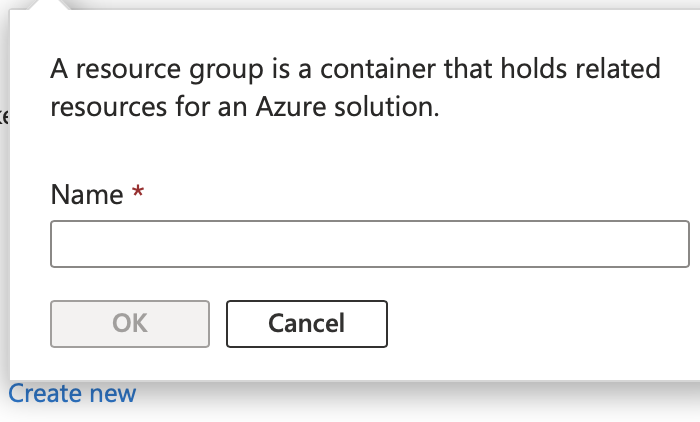 A resource group is a container that holds related
resources for an Azure solution.
Name *
OK
Cancel
Create new